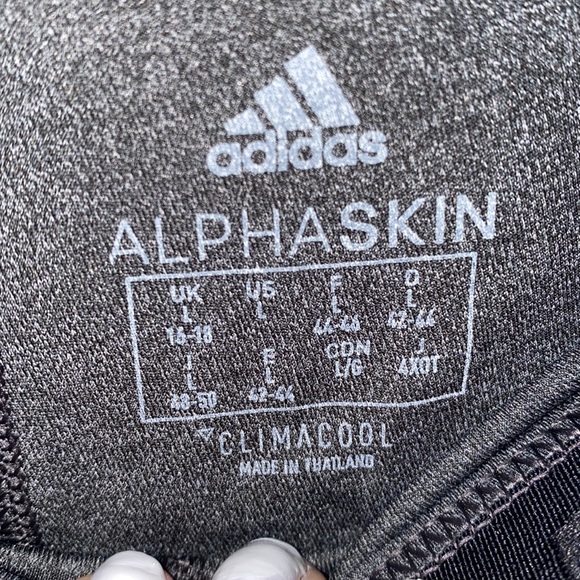 adidas
ALPHASKIN
UK US F D
L L L L
16-18 44-46 42-44
I E CDN J
L L L/G 4XOT
48-50 42-44
CLIMACOOL
MADE IN THAILAND